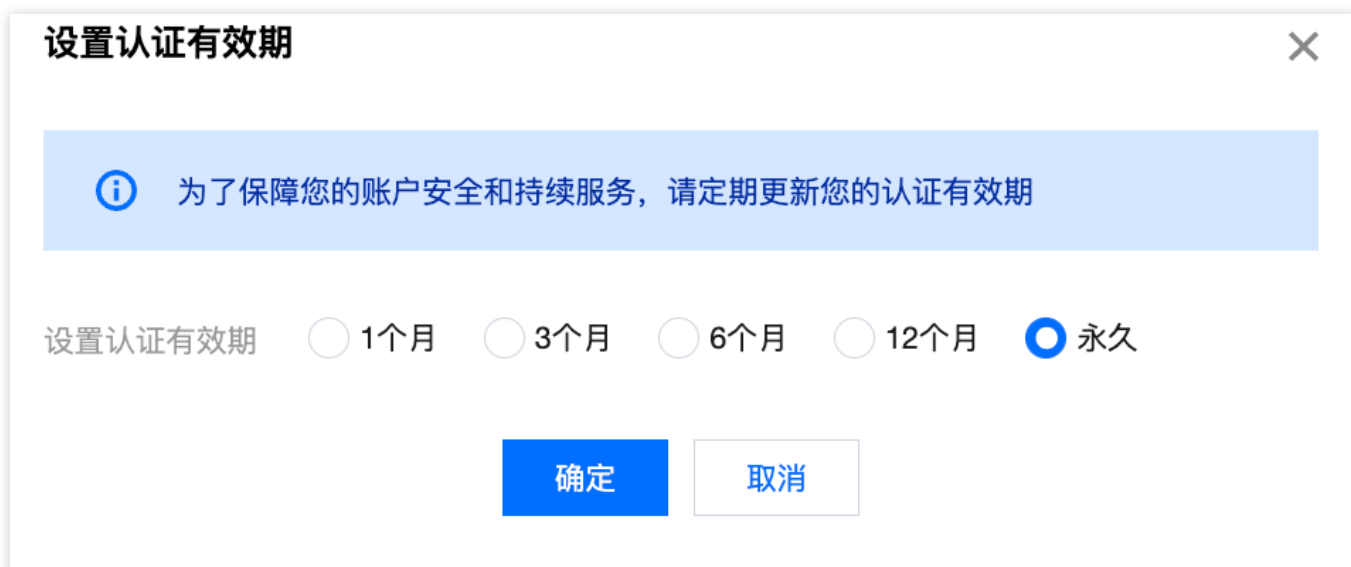 设置认证有效期
为了保障您的账户安全和持续服务，请定期更新您的认证有效期
设置认证有效期 1个月 3个月 6个月 12个月 永久
确定 取消